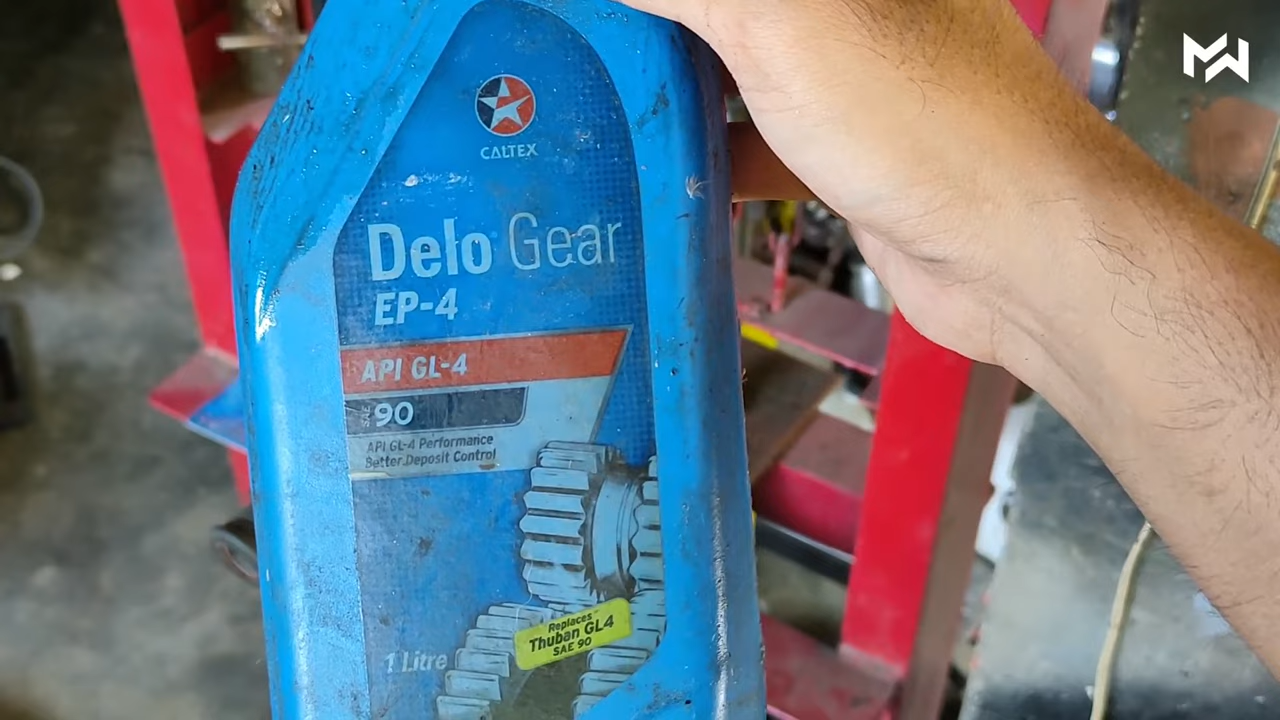 CALTEX
Delo Gear
EP-4
API GL-4
SAE 90
API GL-4 Performance
Better Deposit Control
Replaces
Thuban GL4
SAE 90
1 Litre